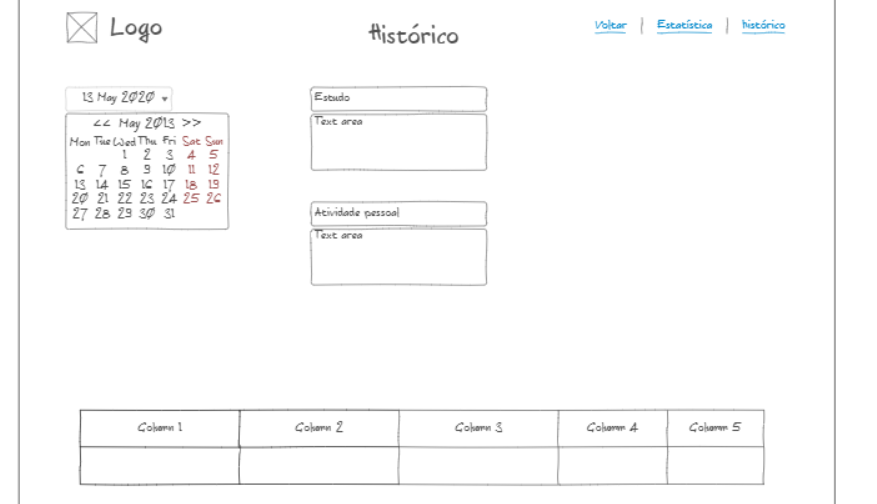 Logo
Histórico
Voltar | Estatística | histórico
13 May 2020
<< May 2013 >>
Mon Tue Wed Thu Fri Sat Sun
1 2 3 4 5
6 7 8 9 10 11 12
13 14 15 16 17 18 19
20 21 22 23 24 25 26
27 28 29 30 31
Estudo
Text area
Atividade pessoal
Text area
Column 1 Column 2 Column 3 Column 4 Column 5